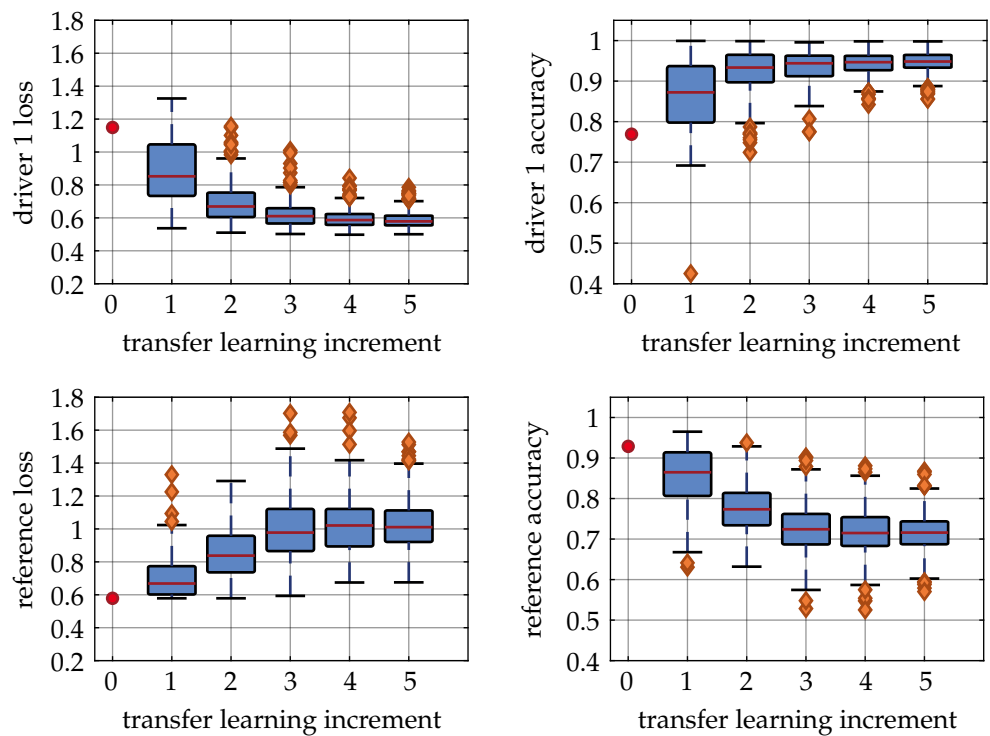 driver 1 loss
1.8
1.6
1.4
1.2
1
0.8
0.6
0.4
0.2
0 1 2 3 4 5
transfer learning increment
driver 1 accuracy
1
0.9
0.8
0.7
0.6
0.5
0.4
0 1 2 3 4 5
transfer learning increment
reference loss
1.8
1.6
1.4
1.2
1
0.8
0.6
0.4
0.2
0 1 2 3 4 5
transfer learning increment
reference accuracy
1
0.9
0.8
0.7
0.6
0.5
0.4
0 1 2 3 4 5
transfer learning increment